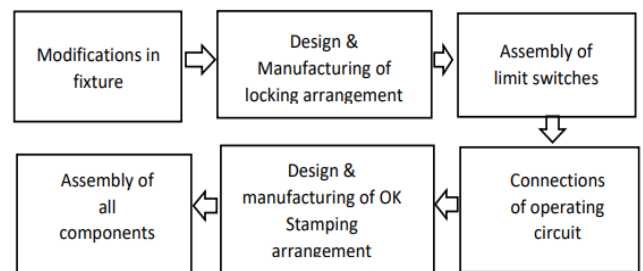 Modifications in
fixture
Design &
Manufacturing of
locking arrangement
Assembly of
limit switches
Connections
of operating
circuit
Design &
manufacturing of OK
Stamping
arrangement
Assembly of
all
components